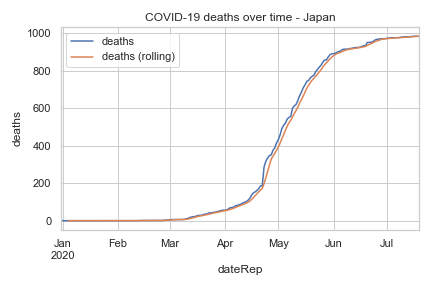 COVID-19 deaths over time - Japan
deaths
deaths (rolling)
1000
800
600
400
200
0
deaths
Jan Feb Mar Apr May Jun Jul
2020
dateRep